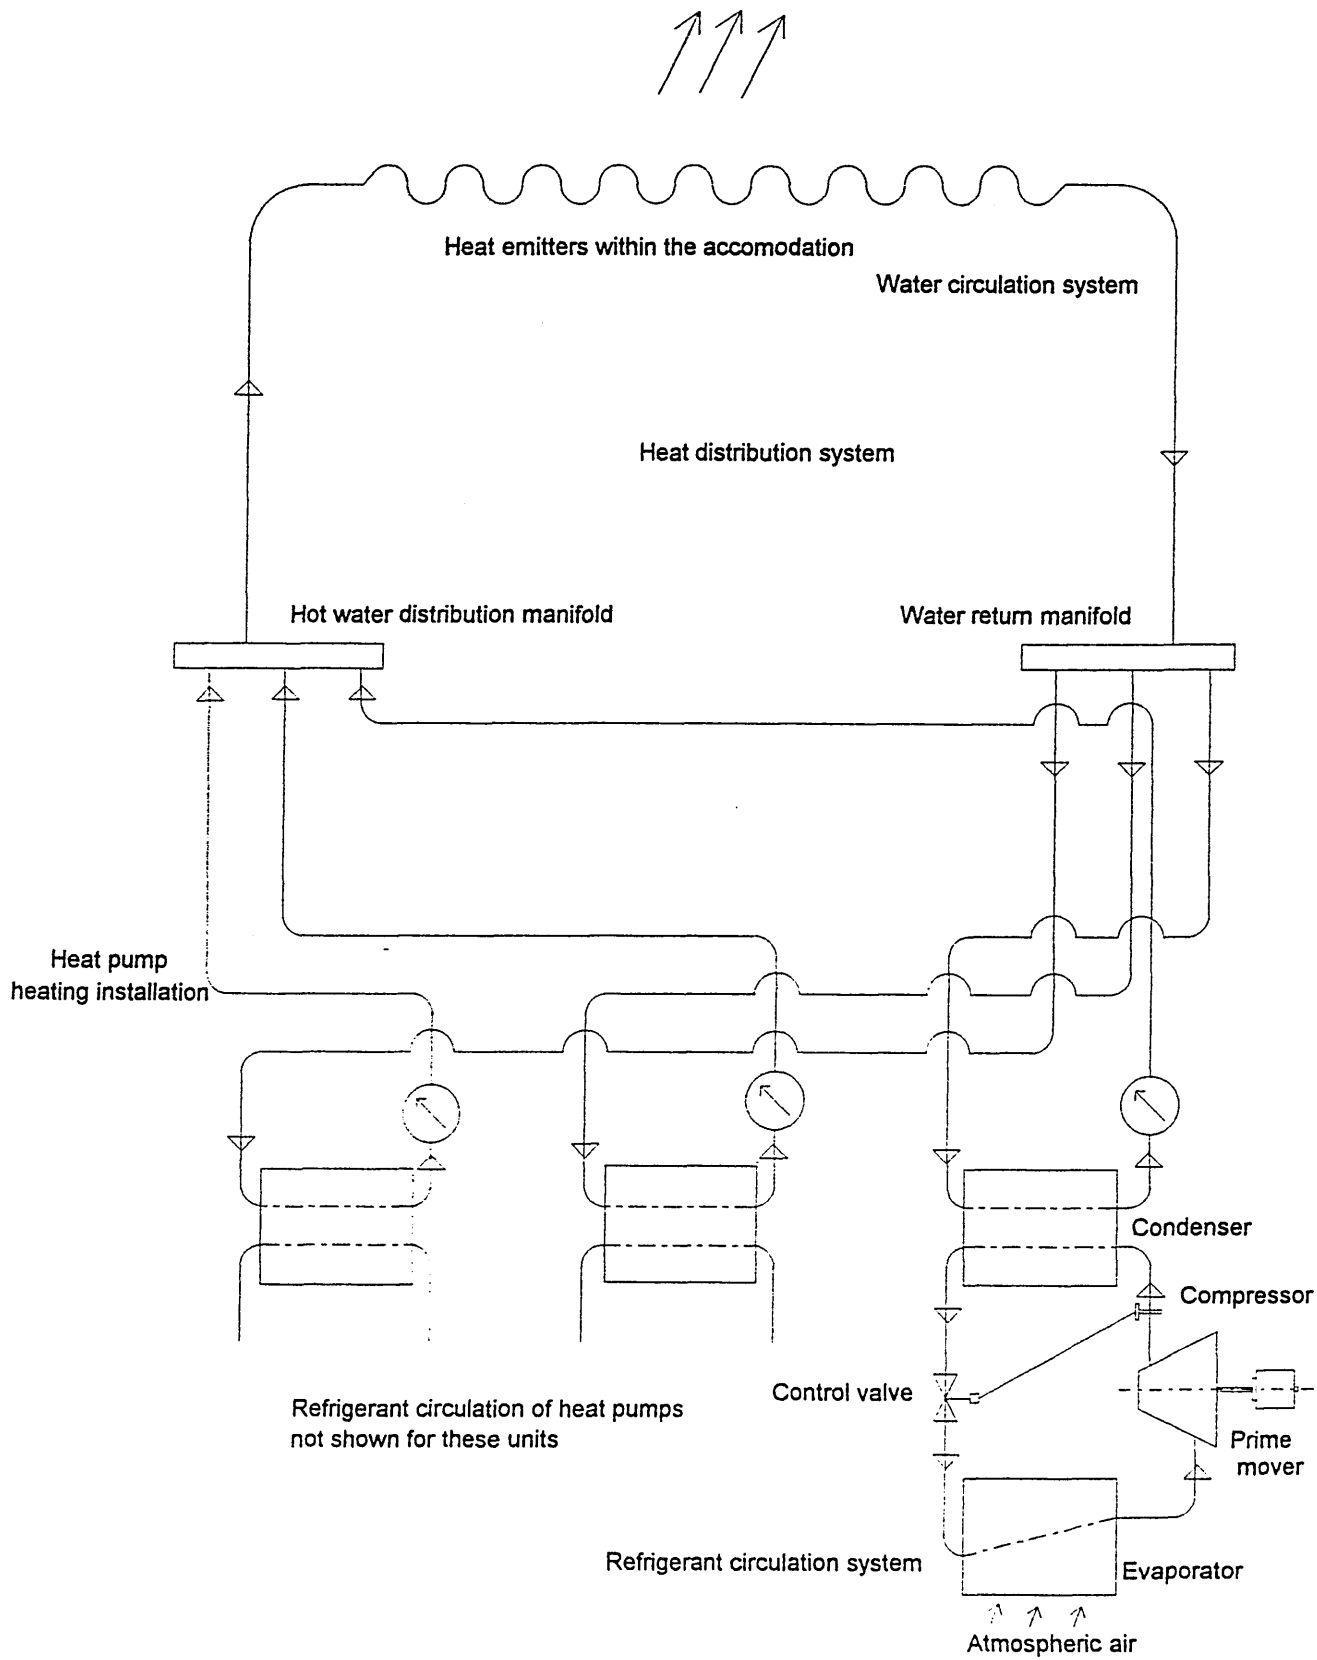 Heat emitters within the accomodation
Water circulation system
Heat distribution system
Hot water distribution manifold
Water return manifold
Heat pump
heating installation
Condenser
Compressor
Control valve
Refrigerant circulation of heat pumps
not shown for these units
Prime
mover
Refrigerant circulation system
Evaporator
Atmospheric air